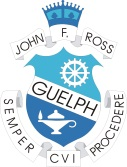 JOHN F. ROSS
GUELPH
SEMPER PROCEDERE
CVI